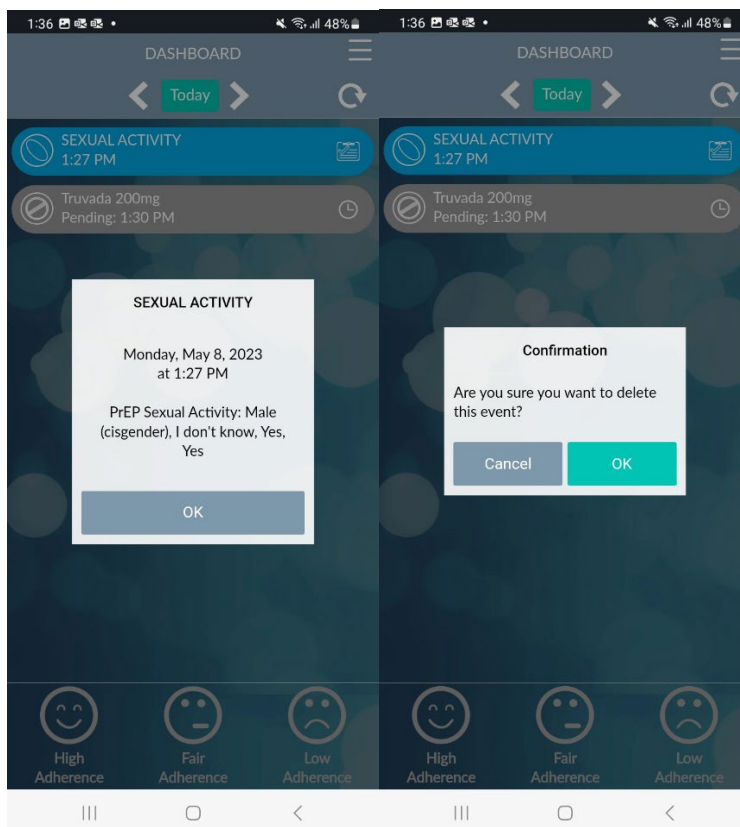 1:36
48%
DASHBOARD
Today
SEXUAL ACTIVITY
1:27 PM
Truvada 200mg
Pending: 1:30 PM
SEXUAL ACTIVITY
Monday, May 8, 2023
at 1:27 PM
PrEP Sexual Activity: Male
(cisgender), I don't know, Yes,
Yes
OK
High
Adherence
Fair
Adherence
Low
Adherence
1:36
48%
DASHBOARD
Today
SEXUAL ACTIVITY
1:27 PM
Truvada 200mg
Pending: 1:30 PM
Confirmation
Are you sure you want to delete
this event?
Cancel
OK
High
Adherence
Fair
Adherence
Low
Adherence